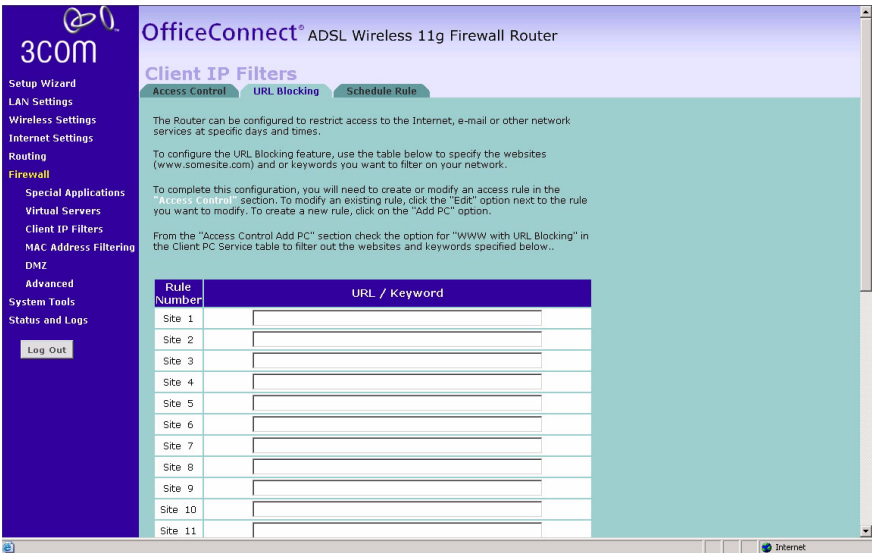 3COM
OfficeConnect® ADSL Wireless 11g Firewall Router
Client IP Filters
Access Control
URL Blocking
Schedule Rule
Setup Wizard
LAN Settings
Wireless Settings
Internet Settings
Routing
Firewall
Special Applications
Virtual Servers
Client IP Filters
MAC Address Filtering
DMZ
Advanced
System Tools
Status and Logs
Log Out
The Router can be configured to restrict access to the Internet, e-mail or other network
services at specific days and times.
To configure the URL Blocking feature, use the table below to specify the websites
(www.somesite.com) and or keywords you want to filter on your network.
To complete this configuration, you will need to create or modify an access rule in the
"Access Control" section. To modify an existing rule, click the "Edit" option next to the rule
you want to modify. To create a new rule, click on the "Add PC" option.
From the "Access Control Add PC" section check the option for "WWW with URL Blocking" in
the Client PC Service table to filter out the websites and keywords specified below..
Rule
Number
URL / Keyword
Site 1
Site 2
Site 3
Site 4
Site 5
Site 6
Site 7
Site 8
Site 9
Site 10
Site 11
Internet